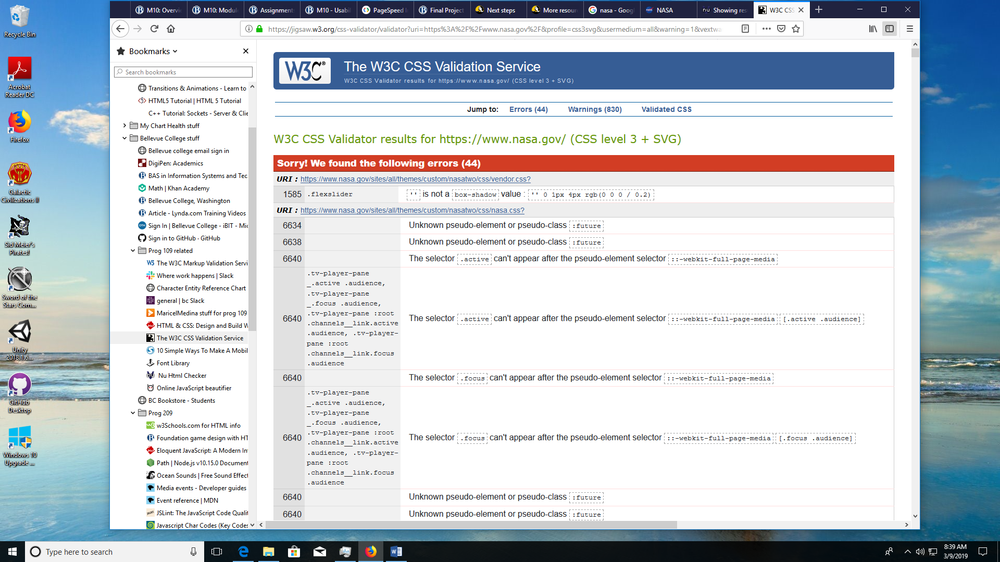 M10: Overvi
M10: Modul
Assignment
M10 - Usabil
PageSpeed I
Final Project
Next steps
More resour
nasa - Googl
NASA
Showing res
W3C CSS
https://jigsaw.w3.org/css-validator/validator?uri=https%3A%2F%2Fwww.nasa.gov%2F&profile=css3svg&usermedium=all&warning=1&vextwa
Recycle Bin
Acrobat
Reader DC
Firefox
Galactic
Civilizations II
Sid Meier's
Pirates!
Sword of the
Stars Com...
Unity
2018.1.6...
GitHub
Desktop
Windows 10
Upgrade ...
Bookmarks
Search bookmarks
Transitions & Animations - Learn to
HTML5 Tutorial | HTML 5 Tutorial
C++ Tutorial: Sockets - Server & Clie
My Chart Health stuff
Bellevue College stuff
Bellevue college email sign in
DigiPen: Academics
BAS in Information Systems and Tec
Math | Khan Academy
Bellevue College, Washington
Article - Lynda.com Training Videos
Sign In | Bellevue College - iBIT - Mic
Sign in to GitHub · GitHub
Prog 109 related
The W3C Markup Validation Servi
Where work happens | Slack
Character Entity Reference Chart
general | bc Slack
MaricelMedina stuff for prog 109
HTML & CSS: Design and Build W
The W3C CSS Validation Service
10 Simple Ways To Make A Mobil
Font Library
Nu Html Checker
Online JavaScript beautifier
BC Bookstore - Students
Prog 209
w3Schools.com for HTML info
Foundation game design with HT
Eloquent JavaScript: A Modern Int
Path | Node.js v10.15.0 Document
Ocean Sounds | Free Sound Effect
Media events - Developer guides
Event reference | MDN
JSLint: The JavaScript Code Qualit
Javascript Char Codes (Key Codes
W3C®
The W3C CSS Validation Service
W3C CSS Validator results for https://www.nasa.gov/ (CSS level 3 + SVG)
Jump to: Errors (44) Warnings (830) Validated CSS
W3C CSS Validator results for https://www.nasa.gov/ (CSS level 3 + SVG)
Sorry! We found the following errors (44)
URI : https://www.nasa.gov/sites/all/themes/custom/nasatwo/css/vendor.css?
1585 .flexslider '' is not a box-shadow value : '' 0 1px 4px rgb(0 0 0 / 0.2)
URI : https://www.nasa.gov/sites/all/themes/custom/nasatwo/css/nasa.css?
6634 Unknown pseudo-element or pseudo-class :future
6638 Unknown pseudo-element or pseudo-class :future
6640 The selector .active can't appear after the pseudo-element selector ::-webkit-full-page-media
.tv-player-pane
_.active .audience,
.tv-player-pane
_.focus .audience,
.tv-player-pane :root
6640 .channels__link.active The selector .active can't appear after the pseudo-element selector ::-webkit-full-page-media [.active .audience]
.audience, .tv-player-
pane :root
.channels__link.focus
.audience
6640 The selector .focus can't appear after the pseudo-element selector ::-webkit-full-page-media
.tv-player-pane
_.active .audience,
.tv-player-pane
_.focus .audience,
.tv-player-pane :root
6640 .channels__link.active The selector .focus can't appear after the pseudo-element selector ::-webkit-full-page-media [.focus .audience]
.audience, .tv-player-
pane :root
.channels__link.focus
.audience
6640 Unknown pseudo-element or pseudo-class :future
6640 Unknown pseudo-element or pseudo-class :future
Type here to search
8:39 AM
3/9/2019